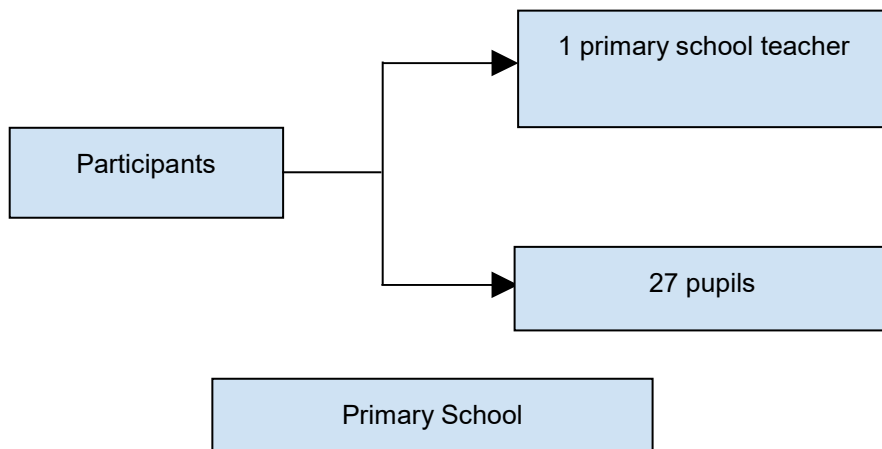 1 primary school teacher
Participants
27 pupils
Primary School